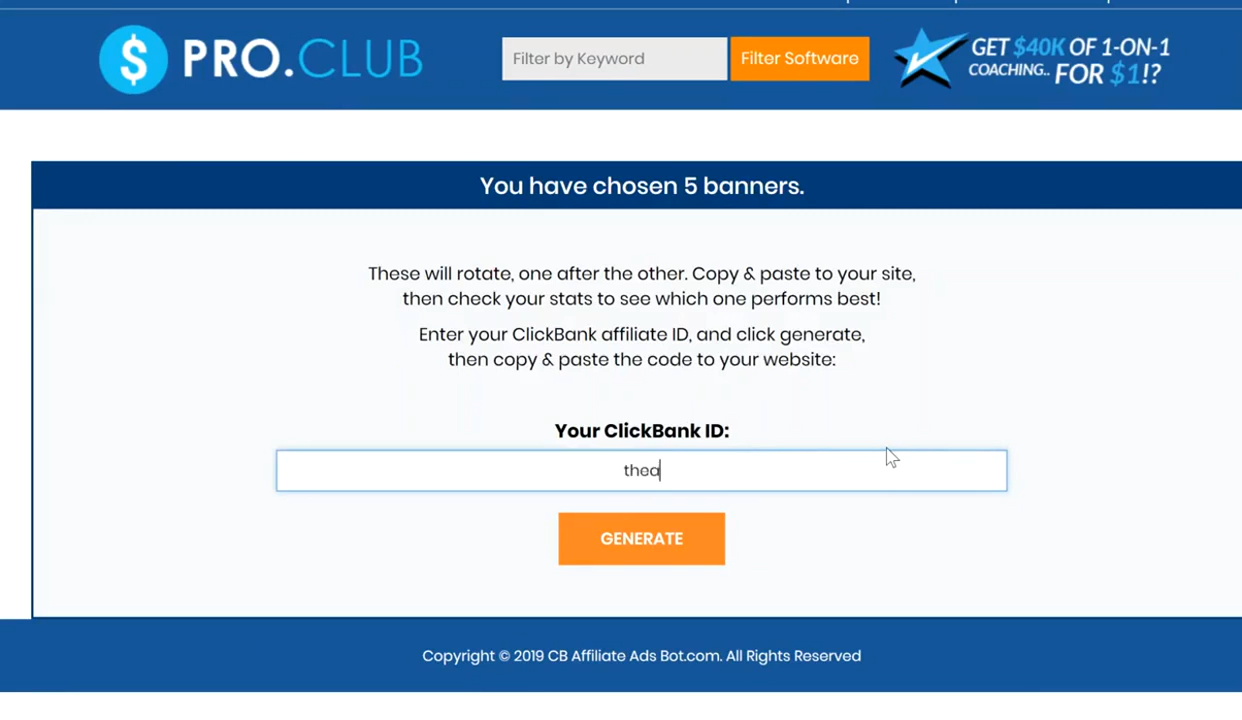 $ PRO.CLUB
Filter by Keyword
Filter Software
GET $40K OF 1-ON-1
COACHING.. FOR $1!?
You have chosen 5 banners.
These will rotate, one after the other. Copy & paste to your site,
then check your stats to see which one performs best!
Enter your ClickBank affiliate ID, and click generate,
then copy & paste the code to your website:
Your ClickBank ID:
thea
GENERATE
Copyright © 2019 CB Affiliate Ads Bot.com. All Rights Reserved